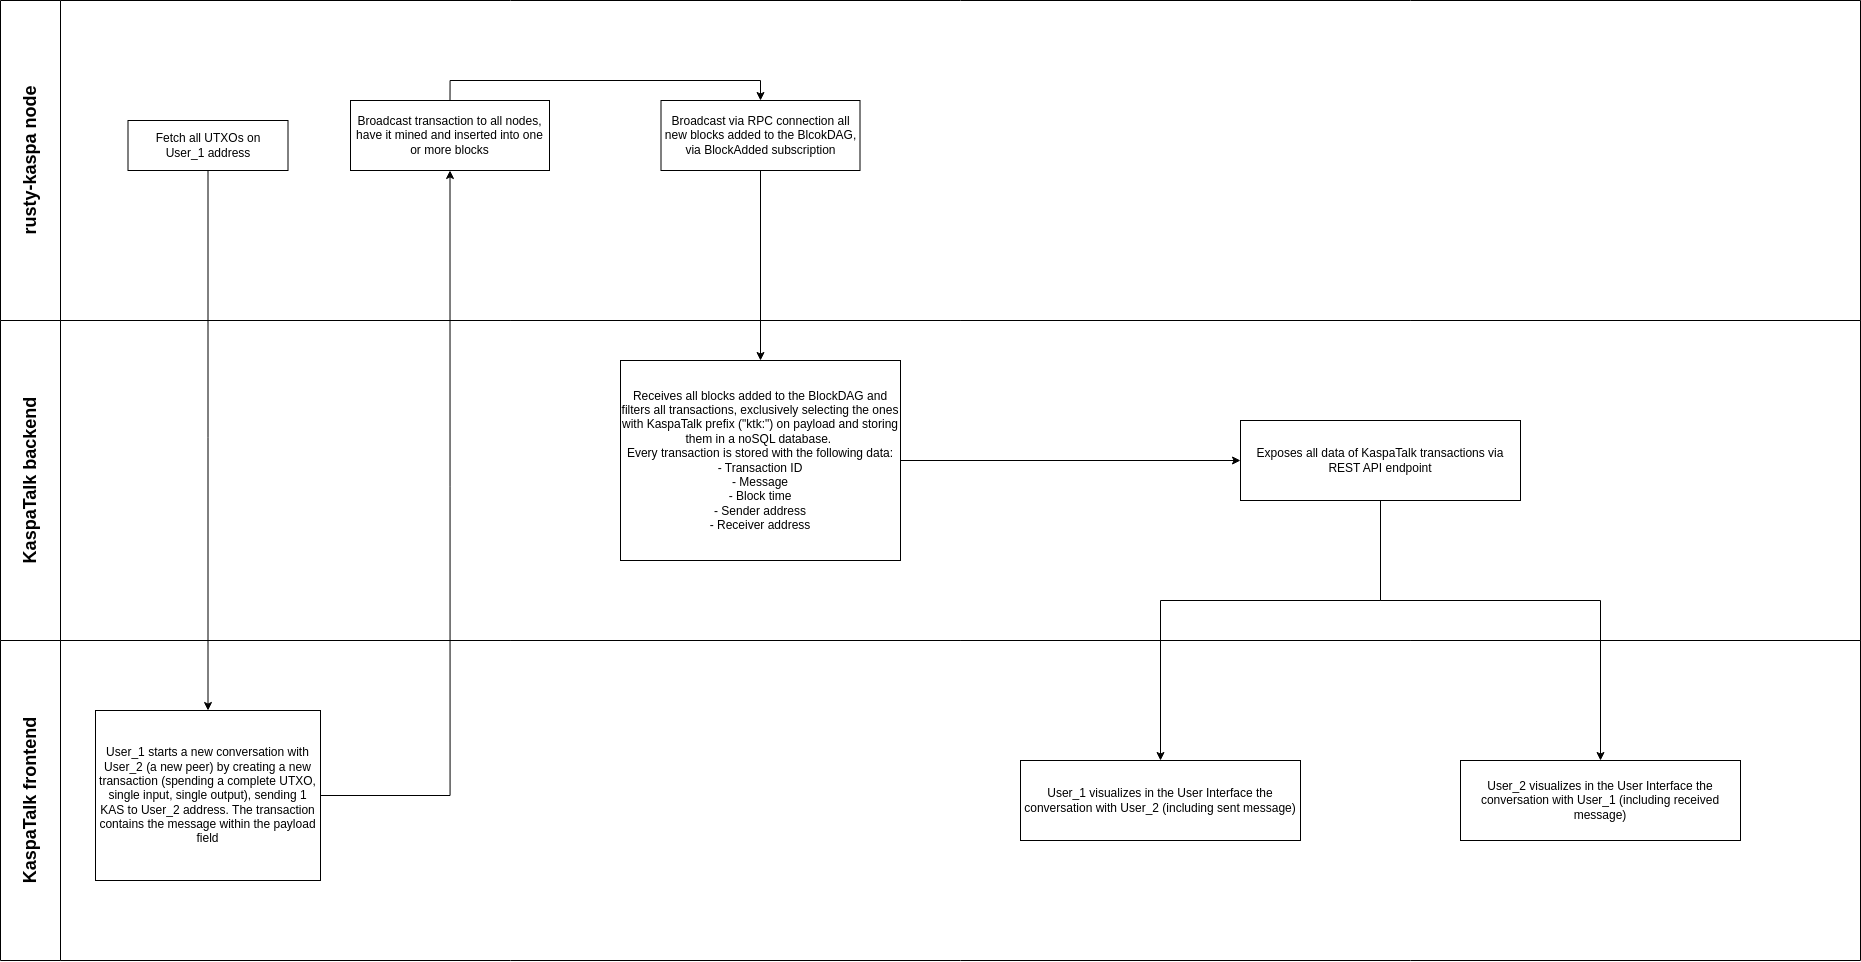 rusty-kaspa node
Fetch all UTXOs on
User_1 address
Broadcast transaction to all nodes,
have it mined and inserted into one
or more blocks
Broadcast via RPC connection all
new blocks added to the BlcokDAG,
via BlockAdded subscription
KaspaTalk backend
Receives all blocks added to the BlockDAG and
filters all transactions, exclusively selecting the ones
with KaspaTalk prefix ("ktk:") on payload and storing
them in a noSQL database.
Every transaction is stored with the following data:
- Transaction ID
- Message
- Block time
- Sender address
- Receiver address
Exposes all data of KaspaTalk transactions via
REST API endpoint
KaspaTalk frontend
User_1 starts a new conversation with
User_2 (a new peer) by creating a new
transaction (spending a complete UTXO,
single input, single output), sending 1
KAS to User_2 address. The transaction
contains the message within the payload
field
User_1 visualizes in the User Interface the
conversation with User_2 (including sent message)
User_2 visualizes in the User Interface the
conversation with User_1 (including received
message)